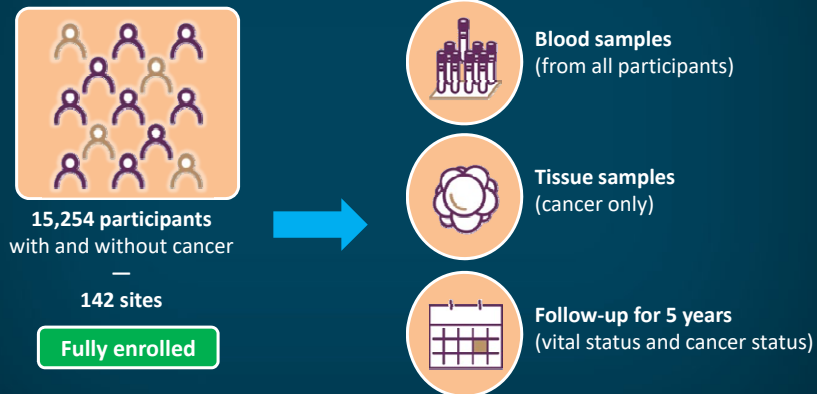 15,254 participants
with and without cancer
—
142 sites
Fully enrolled
Blood samples
(from all participants)
Tissue samples
(cancer only)
Follow-up for 5 years
(vital status and cancer status)